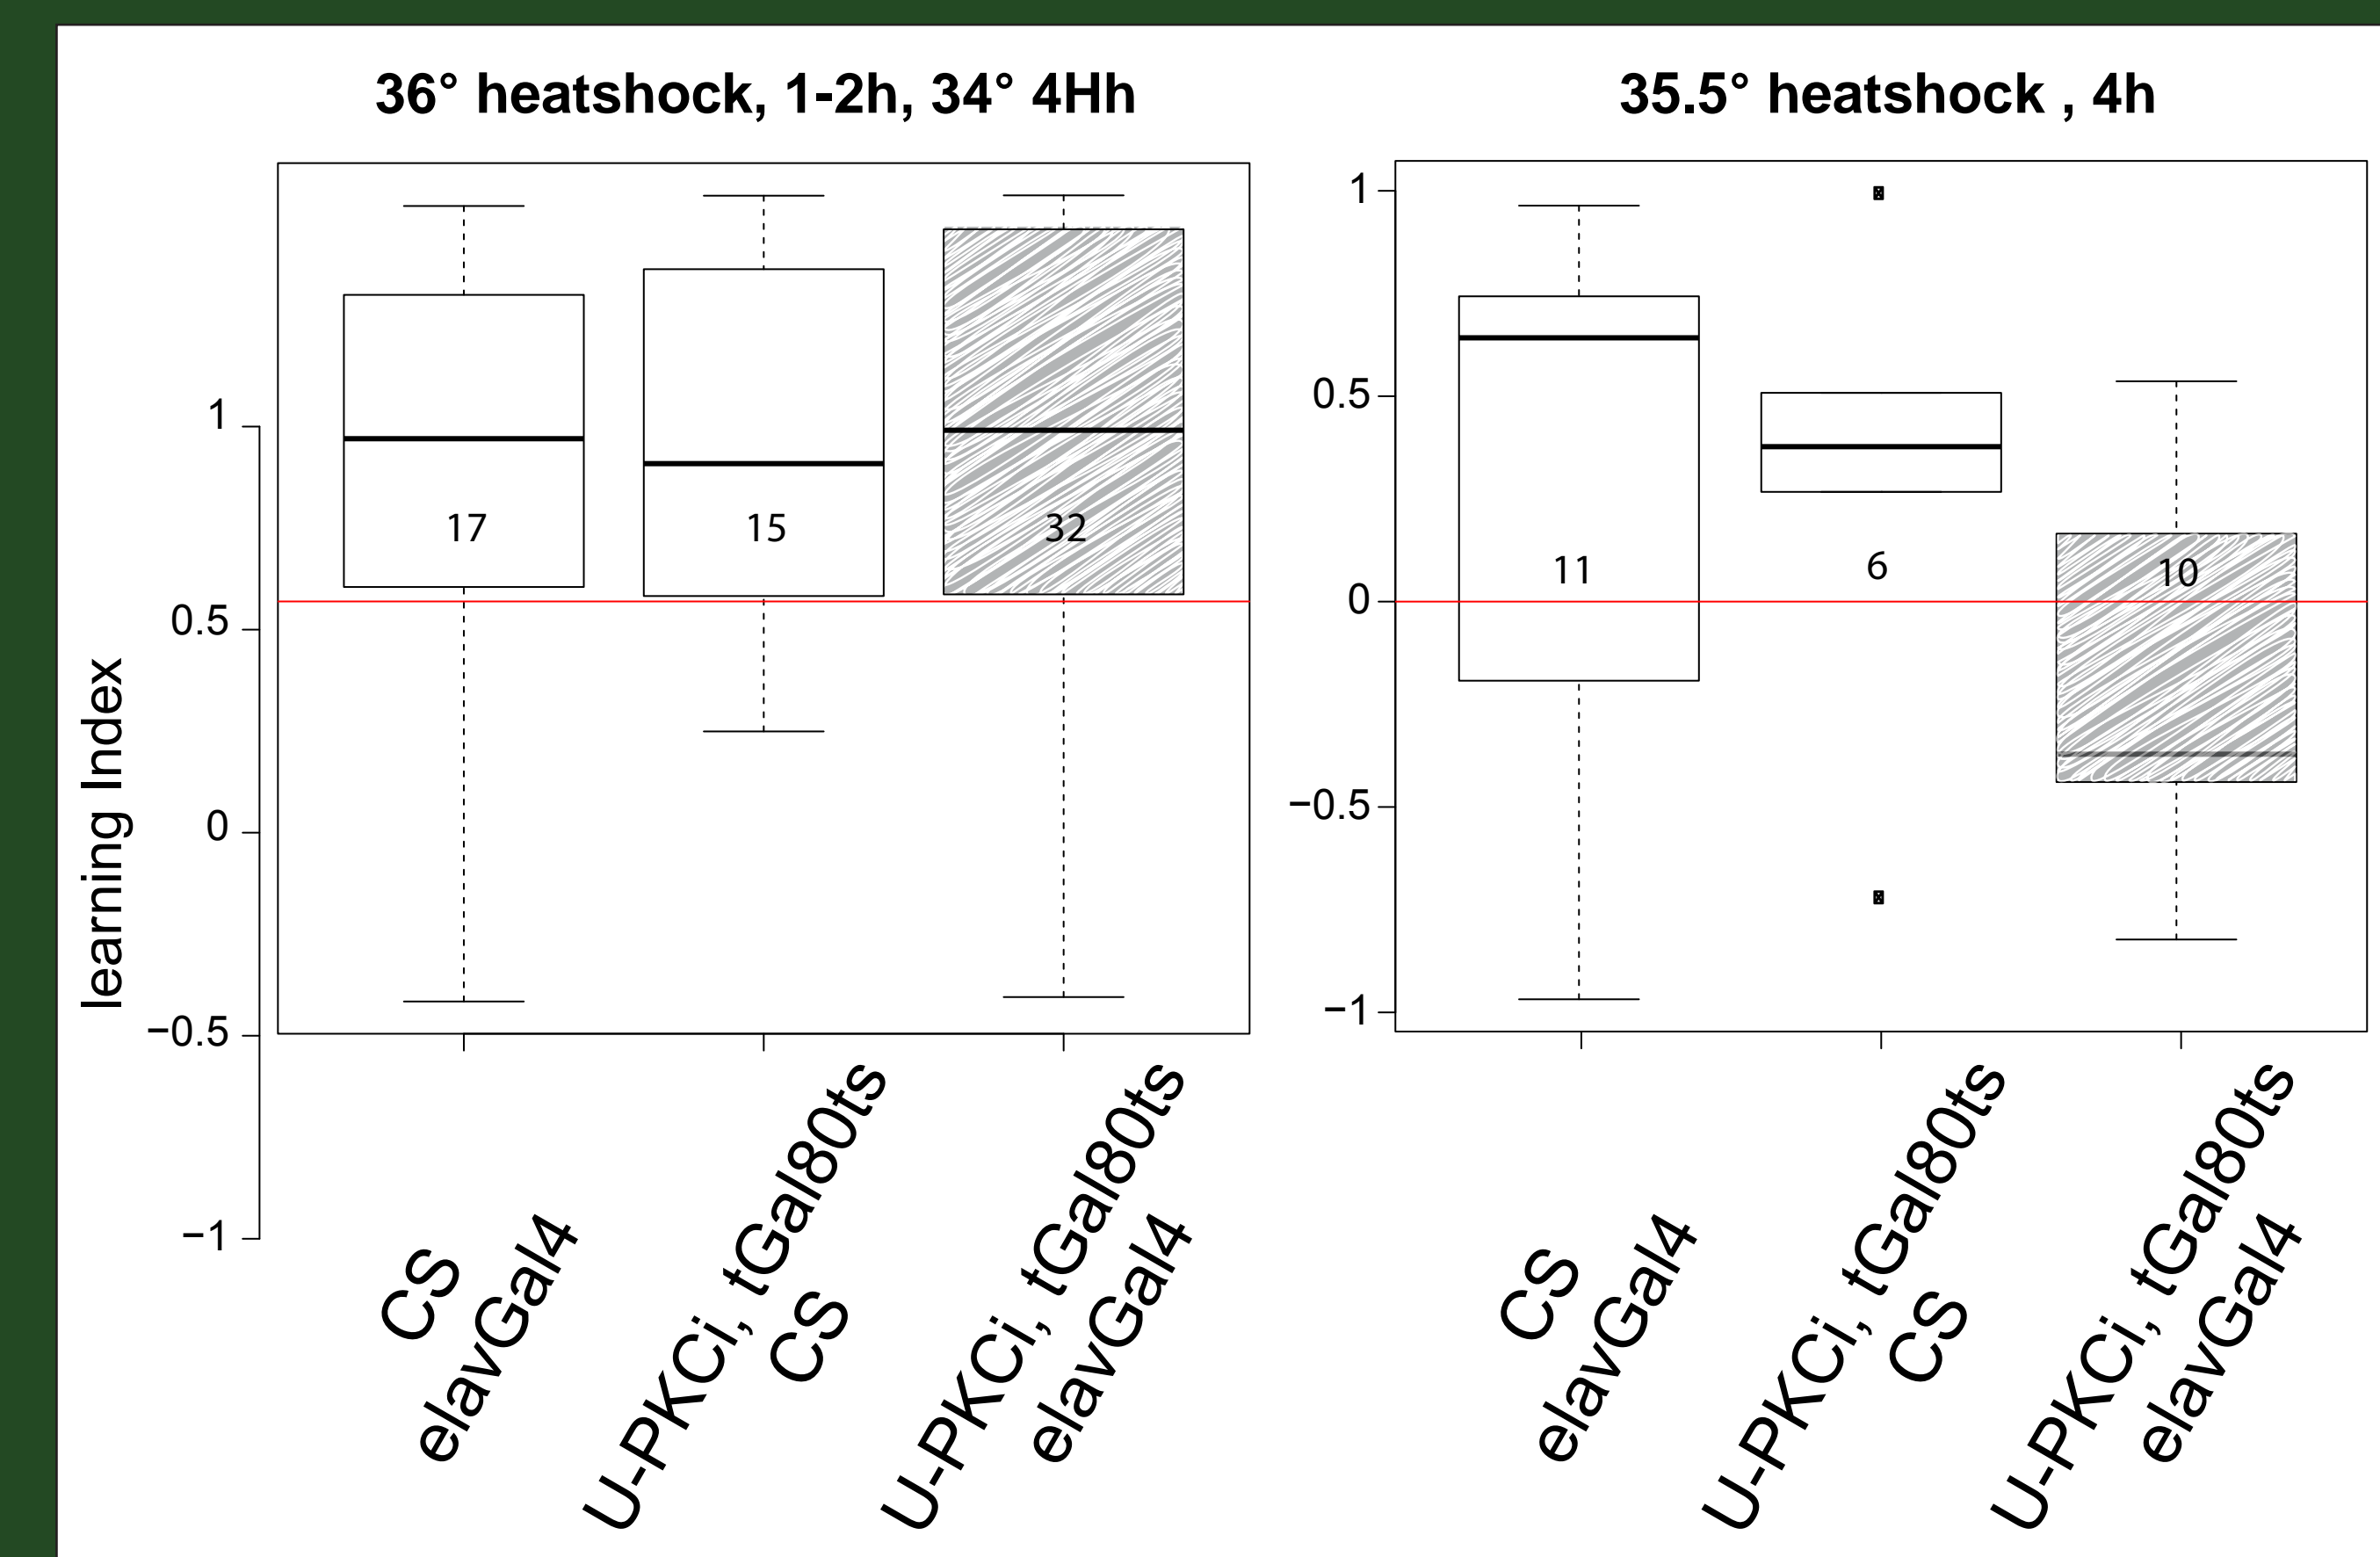 36° heatshock, 1-2h, 34° 4Hh
35.5° heatshock , 4h
learning Index
1
0.5
0
−0.5
−1
17
15
32
CS
elavGal4
U-PKCi, tGal80ts
CS
U-PKCi, tGal80ts
elavGal4
1
0.5
0
−0.5
−1
11
6
10
CS
elavGal4
U-PKCi, tGal80ts
CS
U-PKCi, tGal80ts
elavGal4